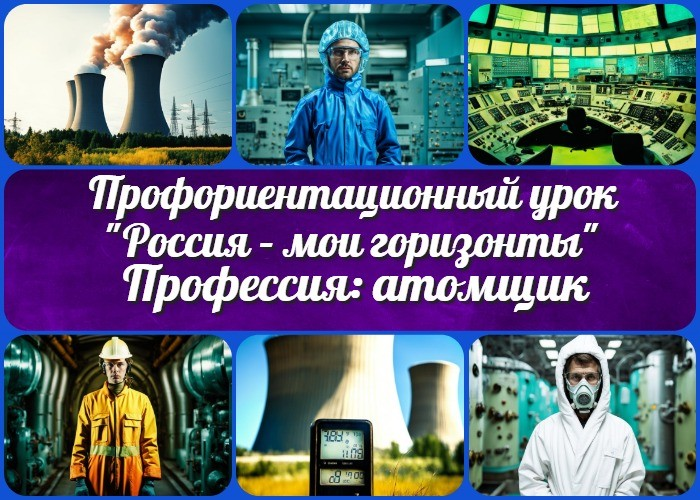 Профориентационный урок
"Россия – мои горизонты"
Профессия: атомщик